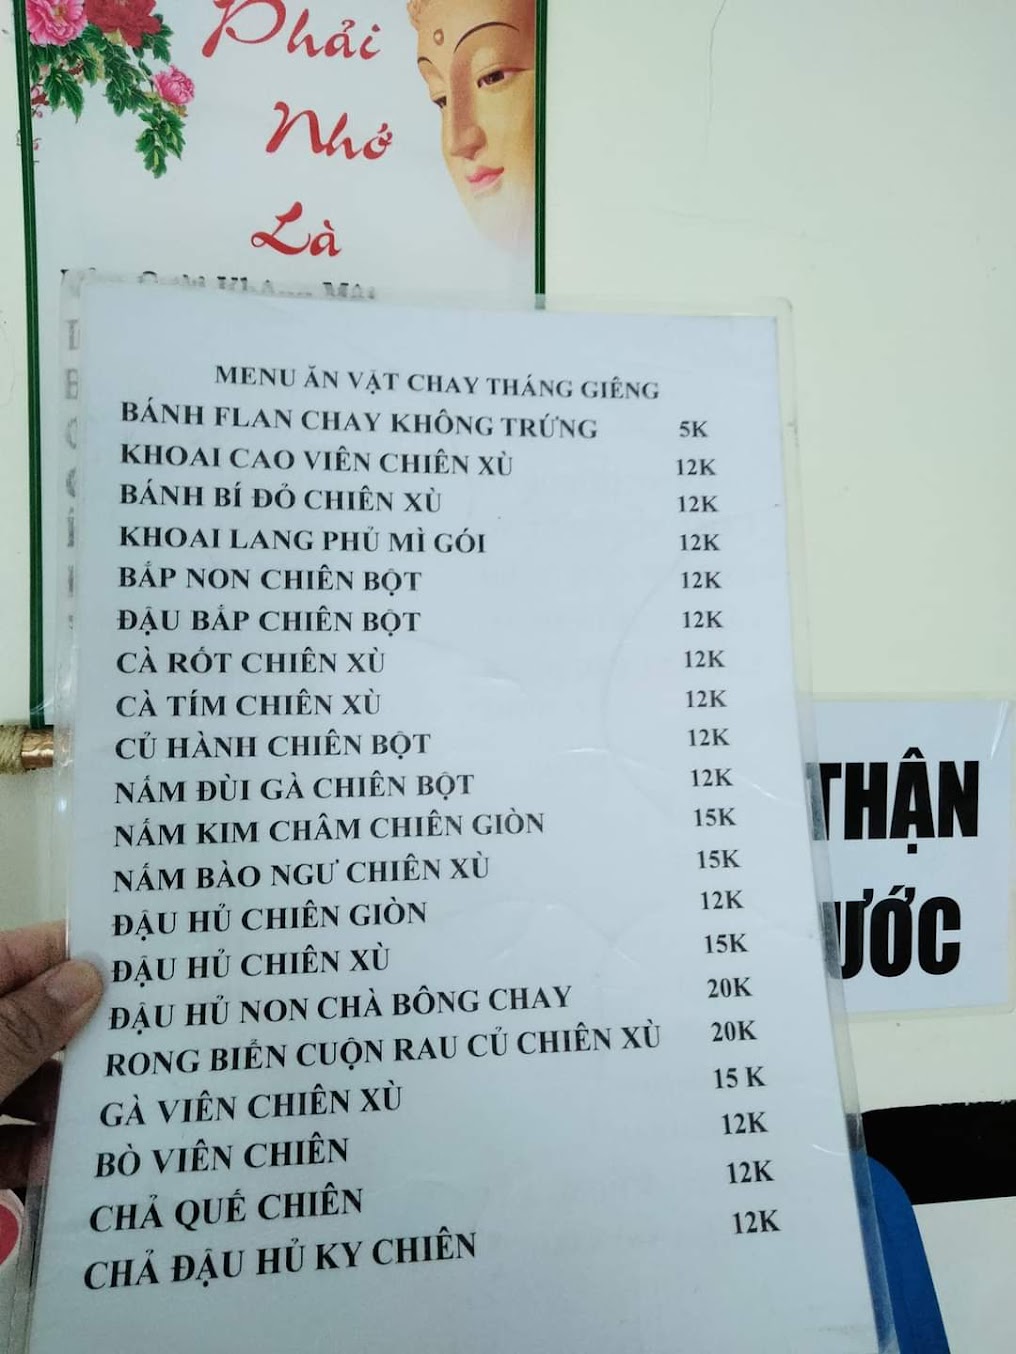 Phải
Nhớ
Là
MENU ĂN VẶT CHAY THÁNG GIÊNG
BÁNH FLAN CHAY KHÔNG TRỨNG 5K
KHOAI CAO VIÊN CHIÊN XÙ 12K
BÁNH BÍ ĐỎ CHIÊN XÙ 12K
KHOAI LANG PHỦ MÌ GÓI 12K
BẮP NON CHIÊN BỘT 12K
ĐẬU BẮP CHIÊN BỘT 12K
CÀ RỐT CHIÊN XÙ 12K
CÀ TÍM CHIÊN XÙ 12K
CỦ HÀNH CHIÊN BỘT 12K
NẤM ĐÙI GÀ CHIÊN BỘT 12K
NẤM KIM CHÂM CHIÊN GIÒN 15K
NẤM BÀO NGƯ CHIÊN XÙ 15K
ĐẬU HỦ CHIÊN GIÒN 12K
ĐẬU HỦ CHIÊN XÙ 15K
ĐẬU HỦ NON CHÀ BÔNG CHAY 20K
RONG BIỂN CUỘN RAU CỦ CHIÊN XÙ 20K
GÀ VIÊN CHIÊN XÙ 15 K
BÒ VIÊN CHIÊN 12K
CHẢ QUẾ CHIÊN 12K
CHẢ ĐẬU HỦ KY CHIÊN 12K
THẬN
ƯỚC